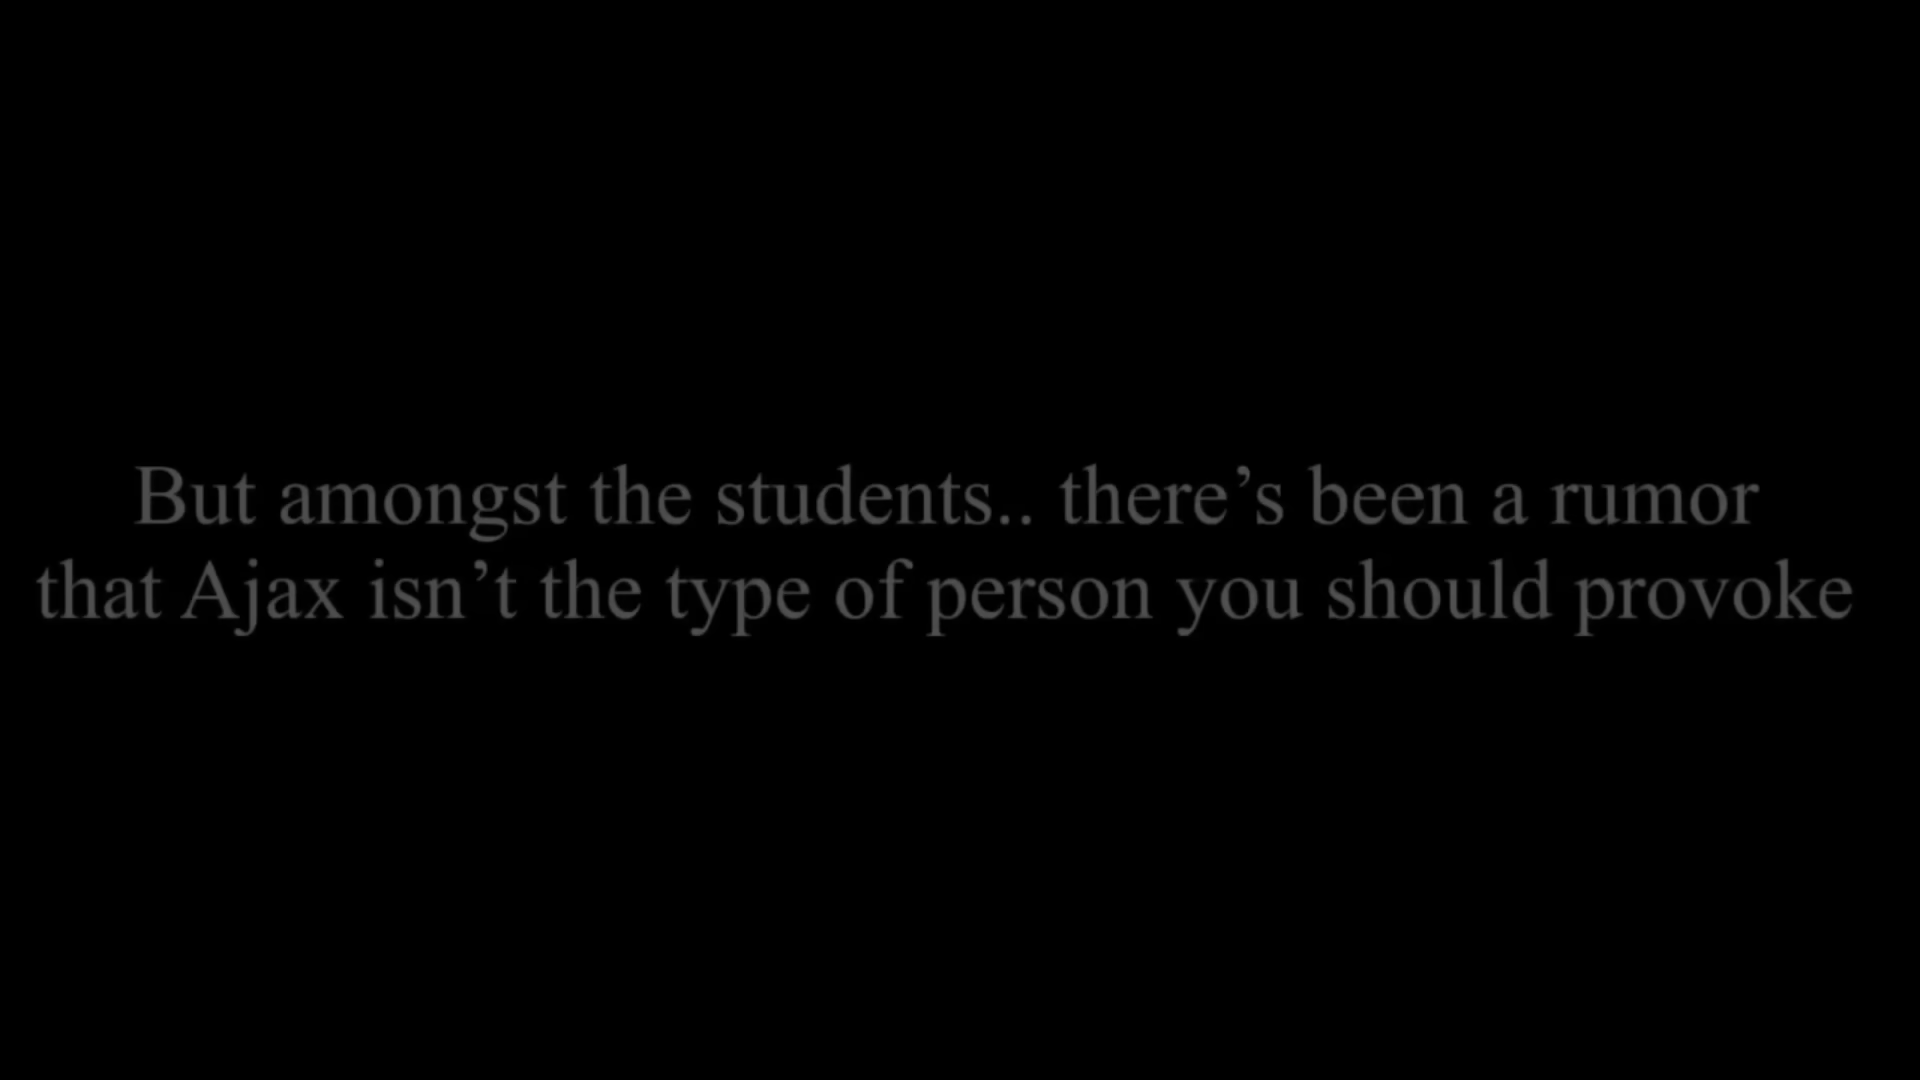 But amongst the students.. there’s been a rumor
that Ajax isn’t the type of person you should provoke